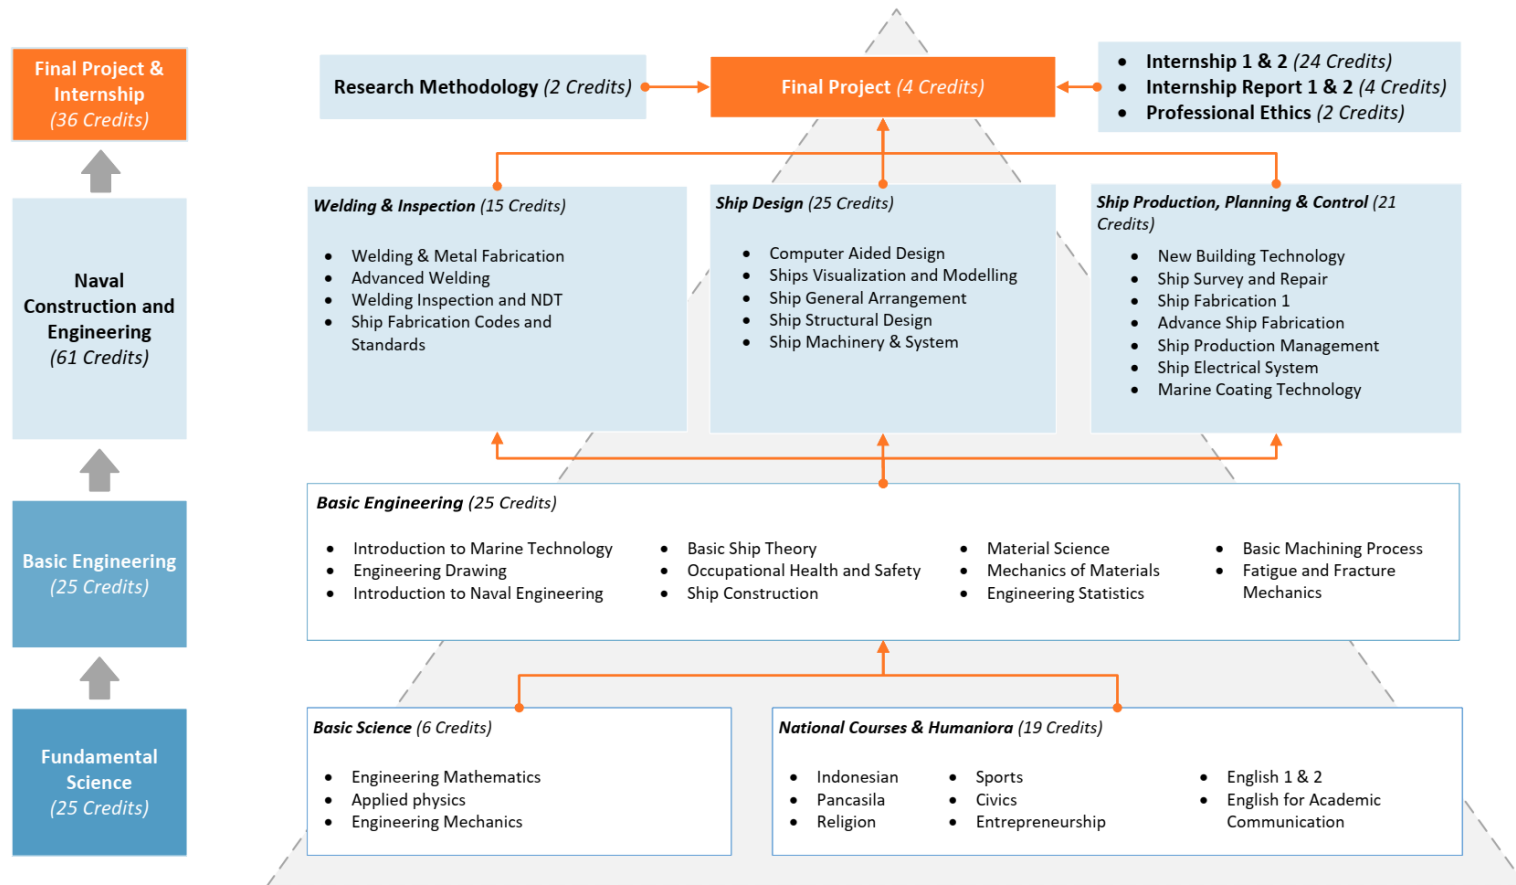 Final Project &
Internship
(36 Credits)
Research Methodology (2 Credits)
Final Project (4 Credits)
• Internship 1 & 2 (24 Credits)
• Internship Report 1 & 2 (4 Credits)
• Professional Ethics (2 Credits)
Naval
Construction and
Engineering
(61 Credits)
Welding & Inspection (15 Credits)
• Welding & Metal Fabrication
• Advanced Welding
• Welding Inspection and NDT
• Ship Fabrication Codes and
Standards
Ship Design (25 Credits)
• Computer Aided Design
• Ships Visualization and Modelling
• Ship General Arrangement
• Ship Structural Design
• Ship Machinery & System
Ship Production, Planning & Control (21
Credits)
• New Building Technology
• Ship Survey and Repair
• Ship Fabrication 1
• Advance Ship Fabrication
• Ship Production Management
• Ship Electrical System
• Marine Coating Technology
Basic Engineering
(25 Credits)
Basic Engineering (25 Credits)
• Introduction to Marine Technology
• Engineering Drawing
• Introduction to Naval Engineering
• Basic Ship Theory
• Occupational Health and Safety
• Ship Construction
• Material Science
• Mechanics of Materials
• Engineering Statistics
• Basic Machining Process
• Fatigue and Fracture
Mechanics
Fundamental
Science
(25 Credits)
Basic Science (6 Credits)
• Engineering Mathematics
• Applied physics
• Engineering Mechanics
National Courses & Humaniora (19 Credits)
• Indonesian
• Pancasila
• Religion
• Sports
• Civics
• Entrepreneurship
• English 1 & 2
• English for Academic
Communication